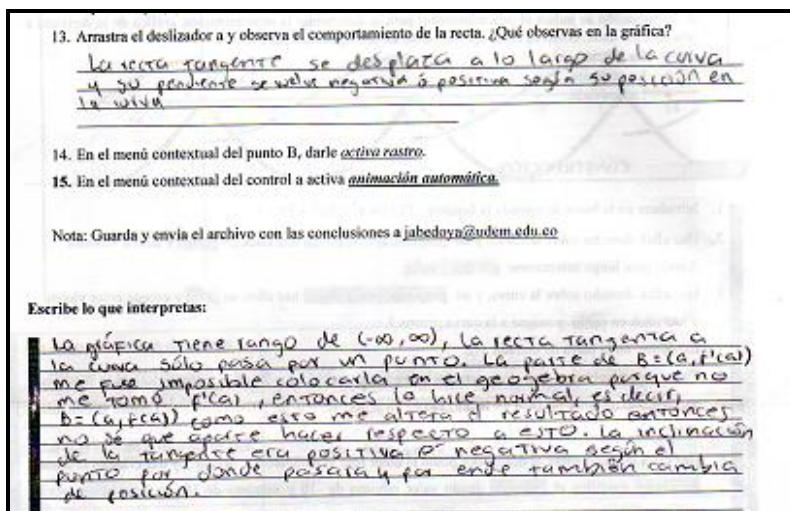 13. Arrastra el deslizador a y observa el comportamiento de la recta. ¿Qué observas en la gráfica?
La recta tangente se desplaza a lo largo de la curva
y su pendiente se vuelve negativa ó positiva según su posición en
la curva
14. En el menú contextual del punto B, darle activa rastro.
15. En el menú contextual del control a activa animación automática.
Nota: Guarda y envía el archivo con las conclusiones a jabedoya@udem.edu.co
Escribe lo que interpretas:
La gráfica tiene rango de (-∞, ∞), la recta tangente a
la curva sólo pasa por un punto. La parte de B=(a, f'(a))
me fue imposible colocarla en el geogebra porque no
me tomó f'(a), entonces lo hice normal, es decir,
B=(a, f(a)) como esto me altera el resultado entonces
no sé que hacer respecto a esto. La inclinación
de la tangente era positiva o negativa según el
punto por donde pasara y por ende también cambia
de posición.